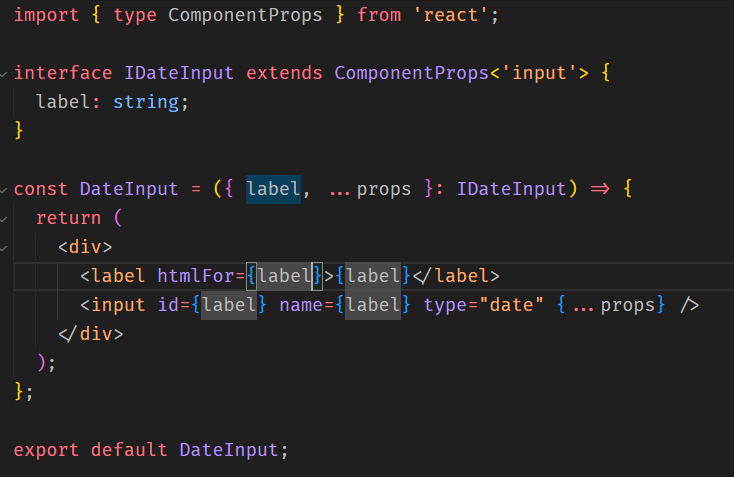 import { type ComponentProps } from 'react';
interface IDateInput extends ComponentProps<'input'> {
  label: string;
}
const DateInput = ({ label, ...props }: IDateInput) => {
  return (
    <div>
      <label htmlFor={label}>{label}</label>
      <input id={label} name={label} type="date" {...props} />
    </div>
  );
};
export default DateInput;